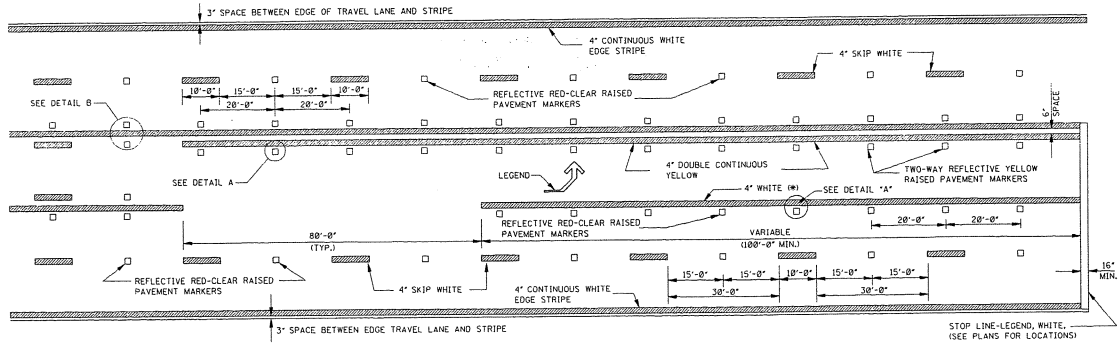 3" SPACE BETWEEN EDGE OF TRAVEL LANE AND STRIPE
4" CONTINUOUS WHITE
EDGE STRIPE
4" SKIP WHITE
10'-0"
15'-0"
15'-0"
10'-0"
REFLECTIVE RED-CLEAR RAISED
PAVEMENT MARKERS
SEE DETAIL B
20'-0"
20'-0"
6"
SPACE
SEE DETAIL A
LEGEND
4" DOUBLE CONTINUOUS
YELLOW
TWO-WAY REFLECTIVE YELLOW
RAISED PAVEMENT MARKERS
4" WHITE (*)
SEE DETAIL "A"
REFLECTIVE RED-CLEAR RAISED
PAVEMENT MARKERS
20'-0"
20'-0"
80'-0"
(TYP.)
VARIABLE
(100'-0" MIN.)
REFLECTIVE RED-CLEAR RAISED
PAVEMENT MARKERS
4" SKIP WHITE
4" CONTINUOUS WHITE
EDGE STRIPE
15'-0"
15'-0"
10'-0"
15'-0"
15'-0"
30'-0"
30'-0"
16"
MIN.
3" SPACE BETWEEN EDGE TRAVEL LANE AND STRIPE
STOP LINE-LEGEND, WHITE,
(SEE PLANS FOR LOCATIONS)